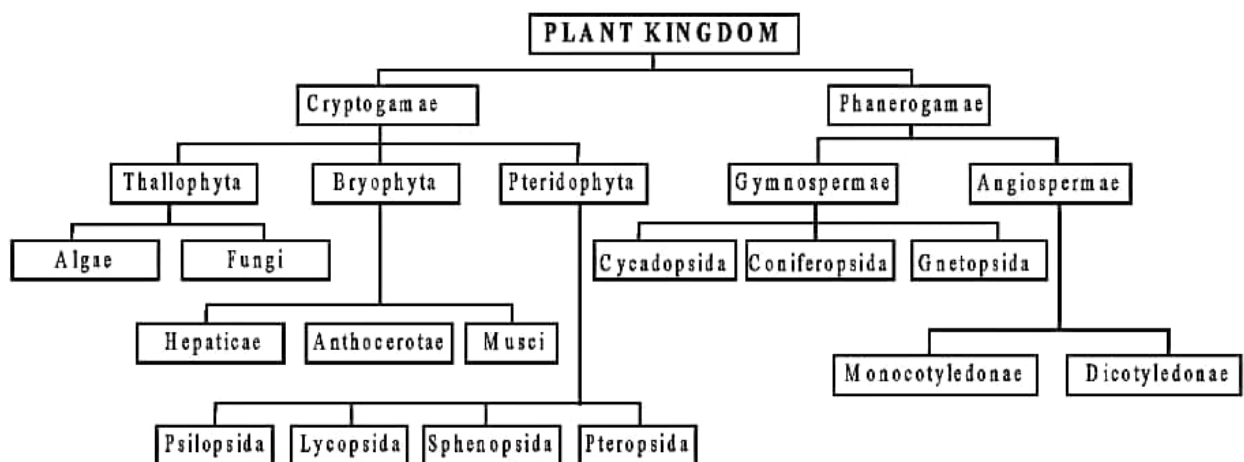 PLANT KINGDOM
Cryptogamae
Phanerogamae
Thallophyta
Bryophyta
Pteridophyta
Gymnospermae
Angiospermae
Algae
Fungi
Cycadopsida
Coniferopsida
Gnetopsida
Hepaticae
Anthocerotae
Musci
Monocotyledonae
Dicotyledonae
Psilopsida
Lycopsida
Sphenopsida
Pteropsida